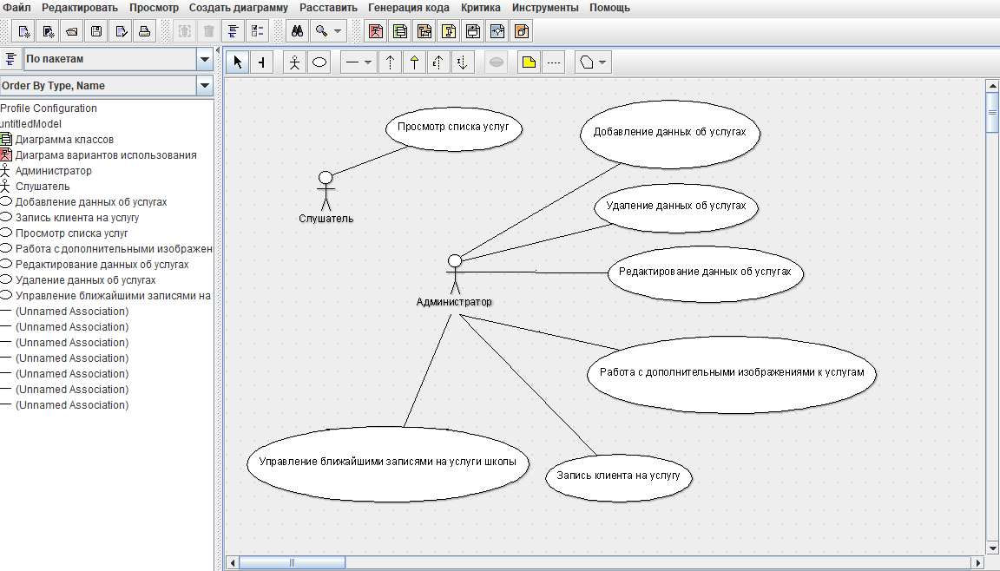 Файл Редактировать Просмотр Создать диаграмму Расставить Генерация кода Критика Инструменты Помощь
По пакетам
Order By Type, Name
Profile Configuration
untitledModel
Диаграмма классов
Диаграма вариантов использования
Администратор
Слушатель
Добавление данных об услугах
Запись клиента на услугу
Просмотр списка услуг
Работа с дополнительными изображен
Редактирование данных об услугах
Удаление данных об услугах
Управление ближайшими записями на
(Unnamed Association)
(Unnamed Association)
(Unnamed Association)
(Unnamed Association)
(Unnamed Association)
(Unnamed Association)
(Unnamed Association)
Просмотр списка услуг
Добавление данных об услугах
Слушатель
Удаление данных об услугах
Редактирование данных об услугах
Администратор
Работа с дополнительными изображениями к услугам
Управление ближайшими записями на услуги школы
Запись клиента на услугу